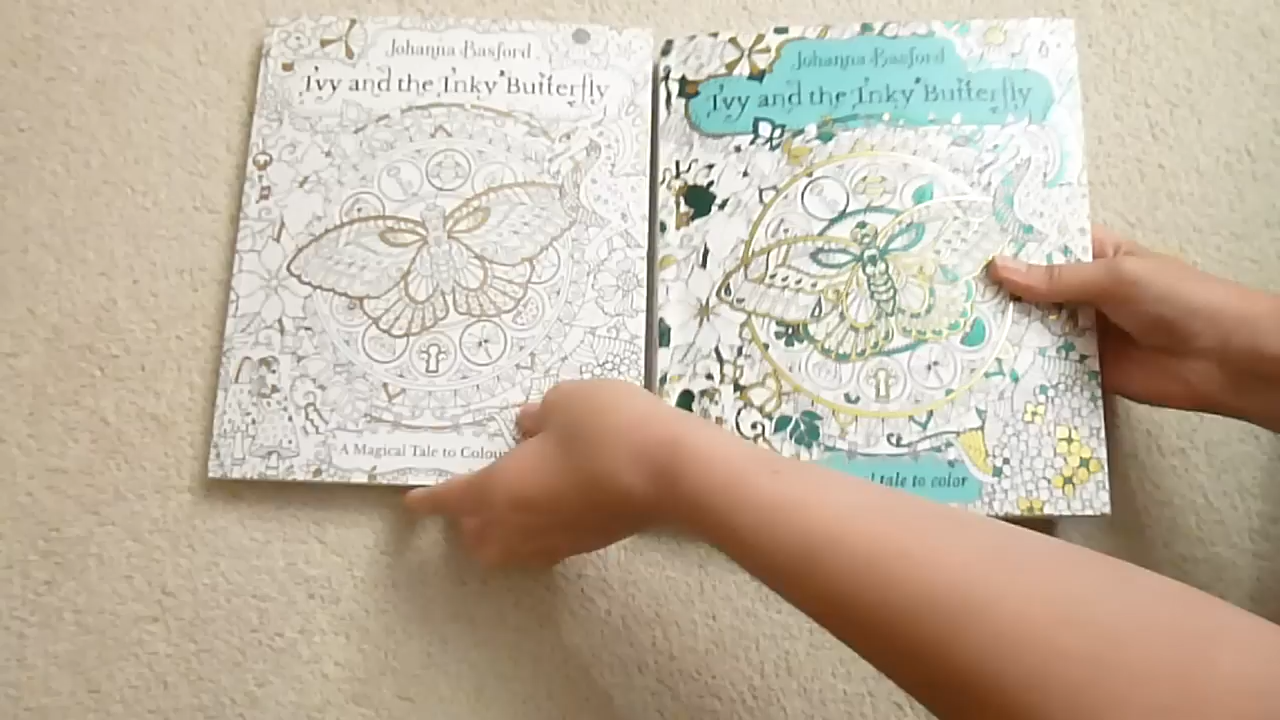 Johanna Basford
Ivy and the Inky Butterfly
A Magical Tale to Colour
Johanna Basford
Ivy and the Inky Butterfly
tale to color